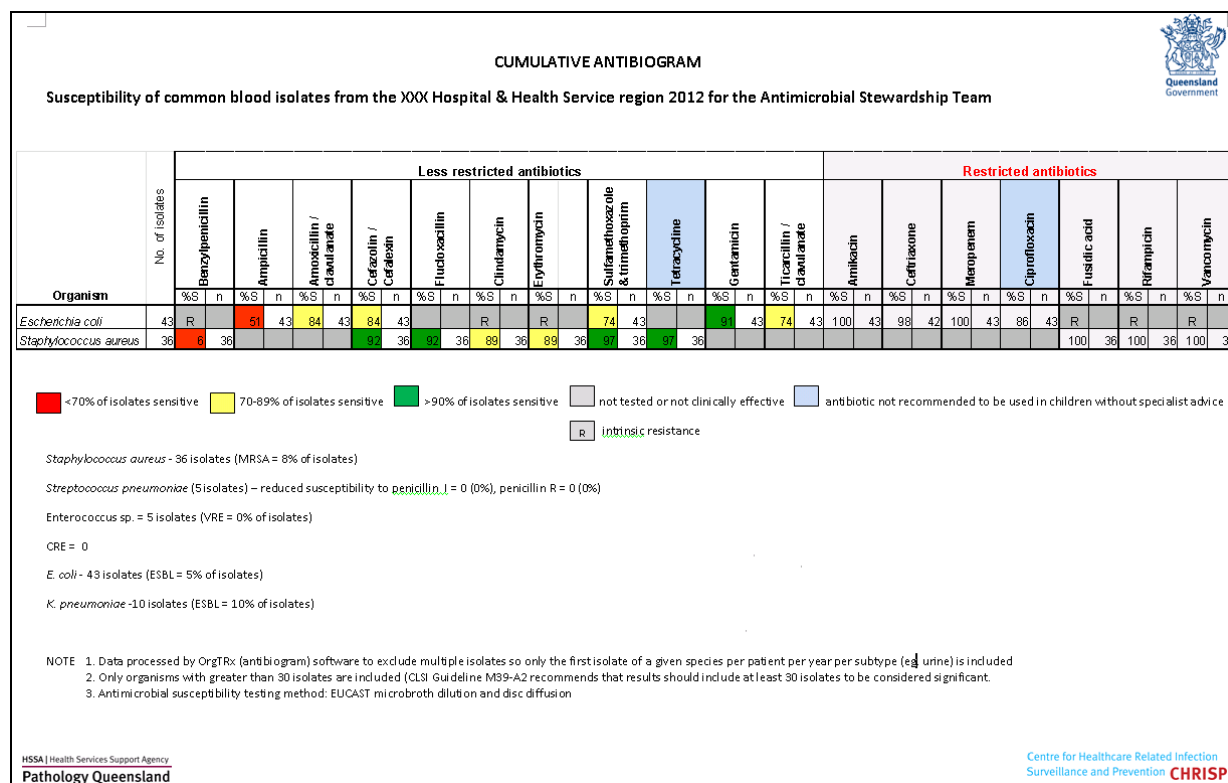 Queensland
Government
CUMULATIVE ANTIBIOGRAM
Susceptibility of common blood isolates from the XXX Hospital & Health Service region 2012 for the Antimicrobial Stewardship Team
Less restricted antibiotics Restricted antibiotics
Organism No. of isolates Benzylpenicillin Ampicillin Amoxicillin / clavulanate Cefazolin / Cefalexin Flucloxacillin Clindamycin Erythromycin Sulfamethoxazole & trimethoprim Tetracycline Gentamicin Ticarcillin / clavulanate Amikacin Ceftriaxone Meropenem Ciprofloxacin Fusidic acid Rifampicin Vancomycin
%S n %S n %S n %S n %S n %S n %S n %S n %S n %S n %S n %S n %S n %S n %S n %S n %S n %S n
Escherichia coli 43 R 51 43 84 43 84 43 R R 74 43 91 43 74 43 100 43 98 42 100 43 86 43 R R R
Staphylococcus aureus 36 6 36 92 36 92 36 89 36 89 36 97 36 97 36 100 36 100 36 100 3
<70% of isolates sensitive 70-89% of isolates sensitive >90% of isolates sensitive not tested or not clinically effective antibiotic not recommended to be used in children without specialist advice
R intrinsic resistance
Staphylococcus aureus - 36 isolates (MRSA = 8% of isolates)
Streptococcus pneumoniae (5 isolates) – reduced susceptibility to penicillin I = 0 (0%), penicillin R = 0 (0%)
Enterococcus sp. = 5 isolates (VRE = 0% of isolates)
CRE = 0
E. coli - 43 isolates (ESBL = 5% of isolates)
K. pneumoniae -10 isolates (ESBL = 10% of isolates)
NOTE 1. Data processed by OrgTRx (antibiogram) software to exclude multiple isolates so only the first isolate of a given species per patient per year per subtype (eg. urine) is included
2. Only organisms with greater than 30 isolates are included (CLSI Guideline M39-A2 recommends that results should include at least 30 isolates to be considered significant.
3. Antimicrobial susceptibility testing method: EUCAST microbroth dilution and disc diffusion
HSSA | Health Services Support Agency
Pathology Queensland
Centre for Healthcare Related Infection
Surveillance and Prevention CHRISP